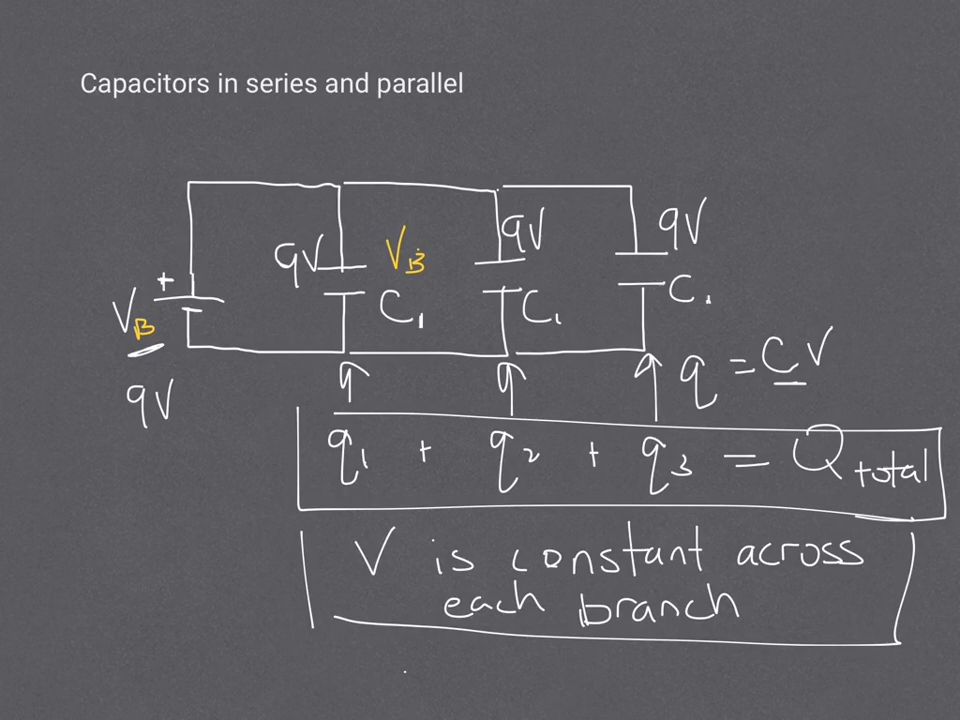 Capacitors in series and parallel
9V V_B 9V 9V
+
V_B C₁ C₁ C₁
9V
q = CV
q₁ + q₂ + q₃ = Q total
V is constant across
each branch